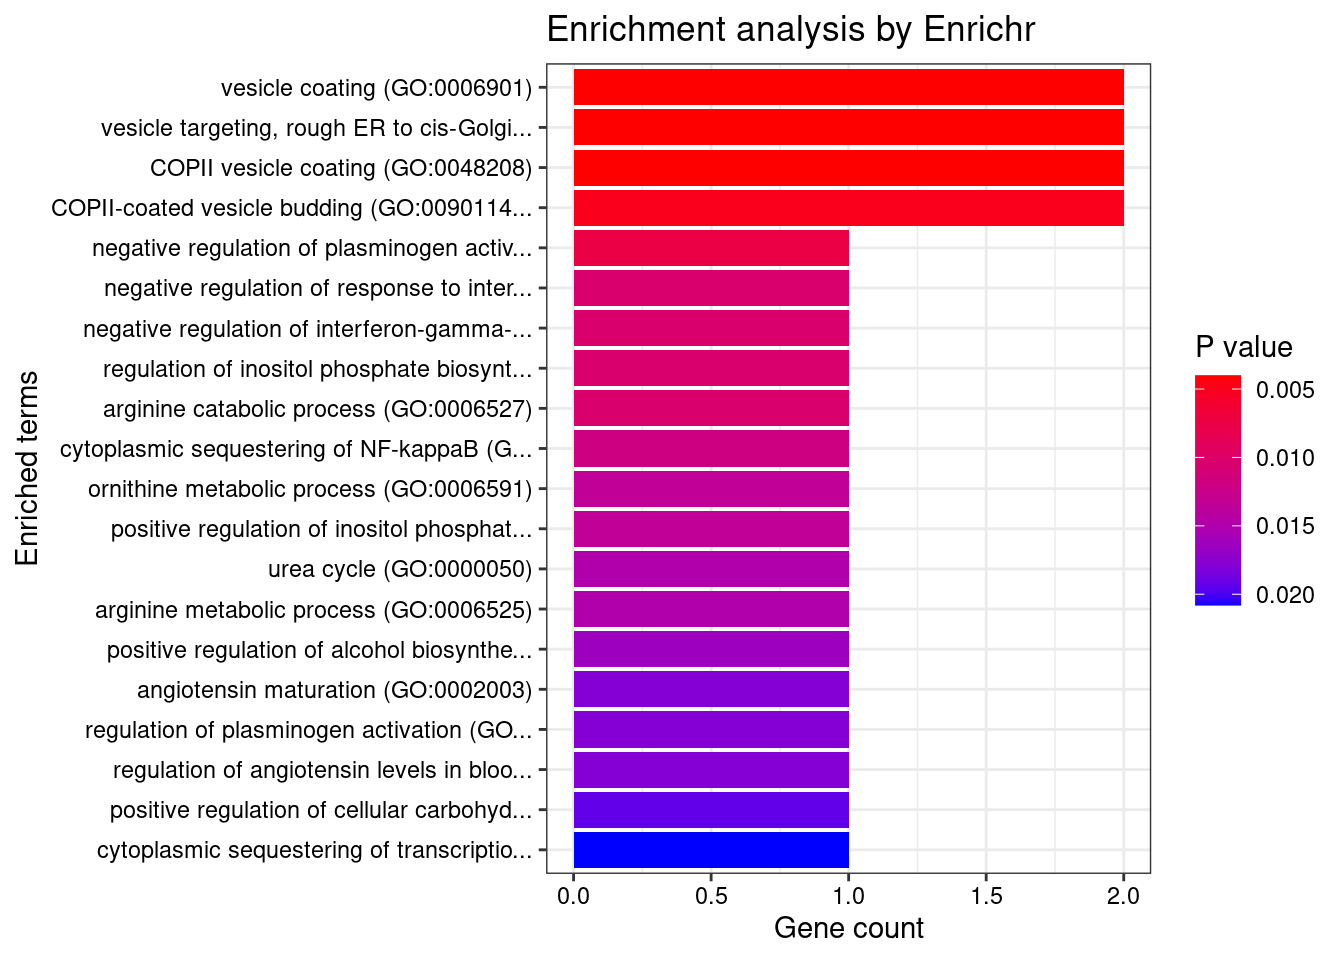 Enrichment analysis by Enrichr
vesicle coating (GO:0006901)
vesicle targeting, rough ER to cis-Golgi...
COPII vesicle coating (GO:0048208)
COPII-coated vesicle budding (GO:0090114...
negative regulation of plasminogen activ...
negative regulation of response to inter...
negative regulation of interferon-gamma-...
regulation of inositol phosphate biosynt...
arginine catabolic process (GO:0006527)
cytoplasmic sequestering of NF-kappaB (G...
ornithine metabolic process (GO:0006591)
positive regulation of inositol phosphat...
urea cycle (GO:0000050)
arginine metabolic process (GO:0006525)
positive regulation of alcohol biosynthe...
angiotensin maturation (GO:0002003)
regulation of plasminogen activation (GO...
regulation of angiotensin levels in bloo...
positive regulation of cellular carbohyd...
cytoplasmic sequestering of transcriptio...
Enriched terms
0.0 0.5 1.0 1.5 2.0
Gene count
P value
0.005
0.010
0.015
0.020